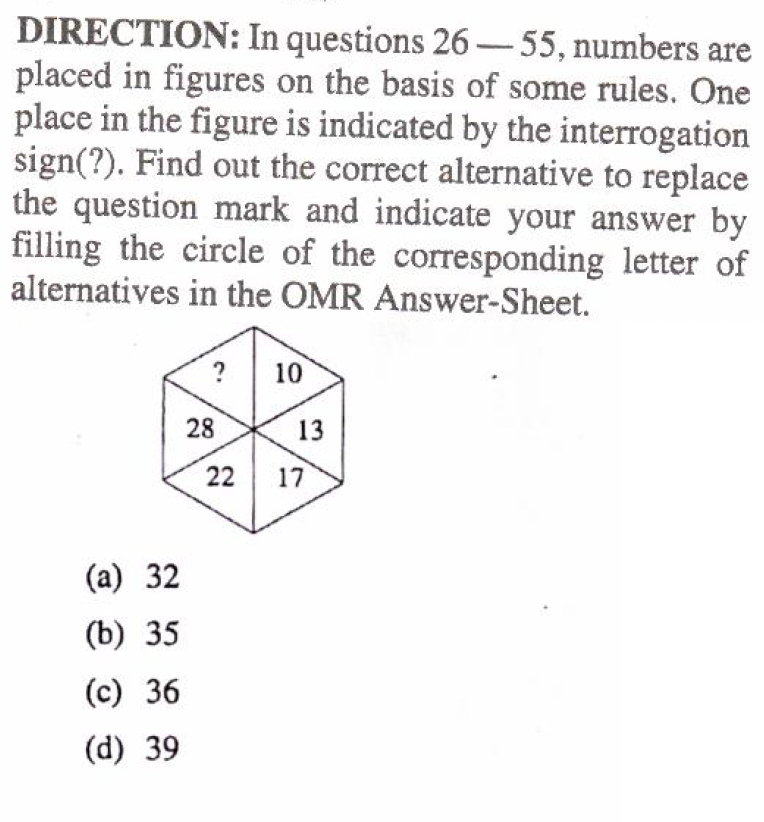 DIRECTION: In questions 26 — 55, numbers are
placed in figures on the basis of some rules. One
place in the figure is indicated by the interrogation
sign(?). Find out the correct alternative to replace
the question mark and indicate your answer by
filling the circle of the corresponding letter of
alternatives in the OMR Answer-Sheet.
? 10
28 13
22 17
(a) 32
(b) 35
(c) 36
(d) 39